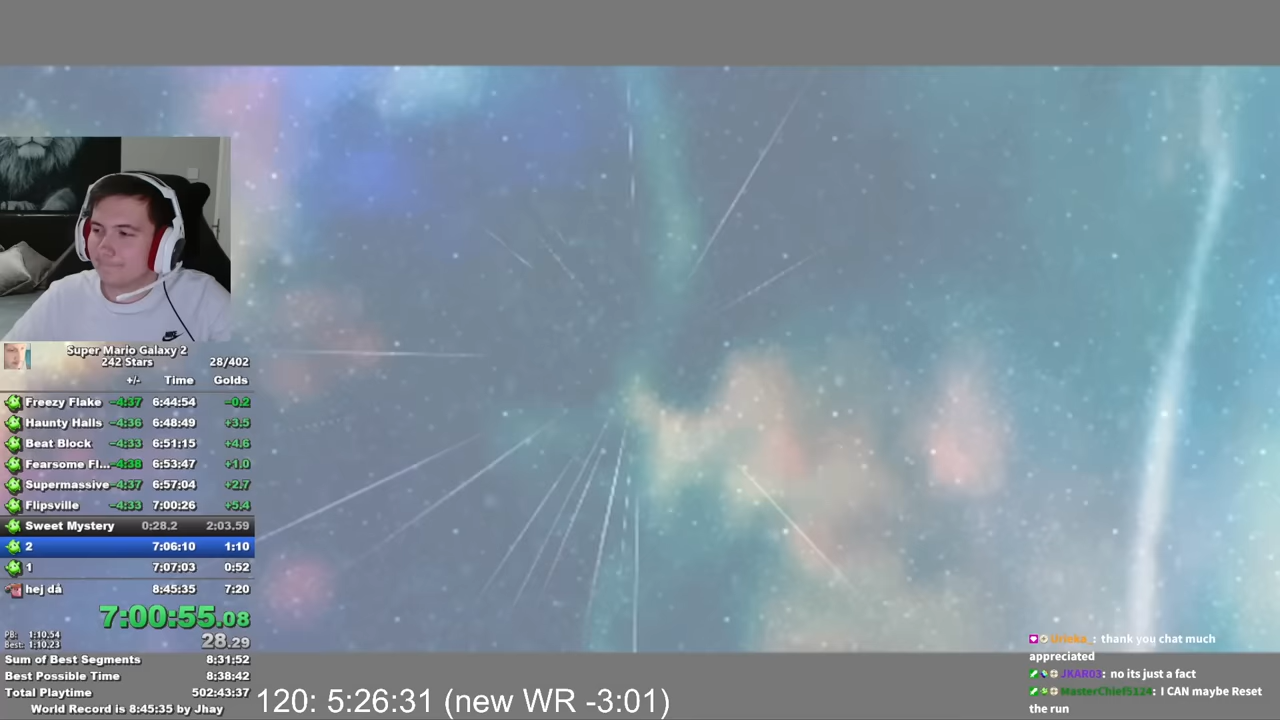 Super Mario Galaxy 2
242 Stars 28/402
+/- Time Golds
Freezy Flake -4:37 6:44:54 -0.2
Haunty Halls -4:36 6:48:49 +3.5
Beat Block -4:33 6:51:15 +4.6
Fearsome Fl... -4:38 6:53:47 +1.0
Supermassive -4:37 6:57:04 +2.7
Flipsville -4:33 7:00:26 +5.4
Sweet Mystery 0:28.2 2:03.59
2 7:06:10 1:10
1 7:07:03 0:52
hej då 8:45:35 7:20
7:00:55.08
PB: 1:10.54
Best: 1:10.23
28.29
Sum of Best Segments 8:31:52
Best Possible Time 8:38:42
Total Playtime 502:43:37
World Record is 8:45:35 by Jhay
120: 5:26:31 (new WR -3:01)
Urieka_: thank you chat much
appreciated
JKAR03: no its just a fact
MasterChief5124: I CAN maybe Reset
the run